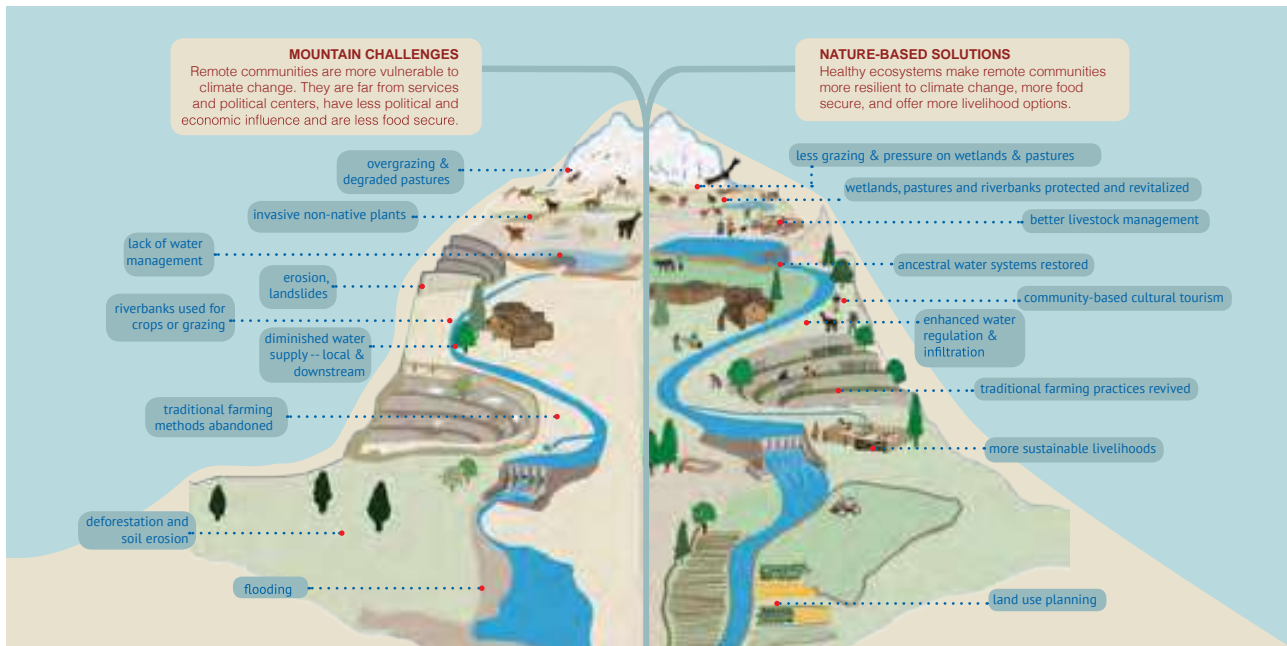 MOUNTAIN CHALLENGES
Remote communities are more vulnerable to
climate change. They are far from services
and political centers, have less political and
economic influence and are less food secure.
overgrazing &
degraded pastures
invasive non-native plants
lack of water
management
erosion,
landslides
riverbanks used for
crops or grazing
diminished water
supply -- local &
downstream
traditional farming
methods abandoned
deforestation and
soil erosion
flooding
NATURE-BASED SOLUTIONS
Healthy ecosystems make remote communities
more resilient to climate change, more food
secure, and offer more livelihood options.
less grazing & pressure on wetlands & pastures
wetlands, pastures and riverbanks protected and revitalized
better livestock management
ancestral water systems restored
community-based cultural tourism
enhanced water
regulation &
infiltration
traditional farming practices revived
more sustainable livelihoods
land use planning